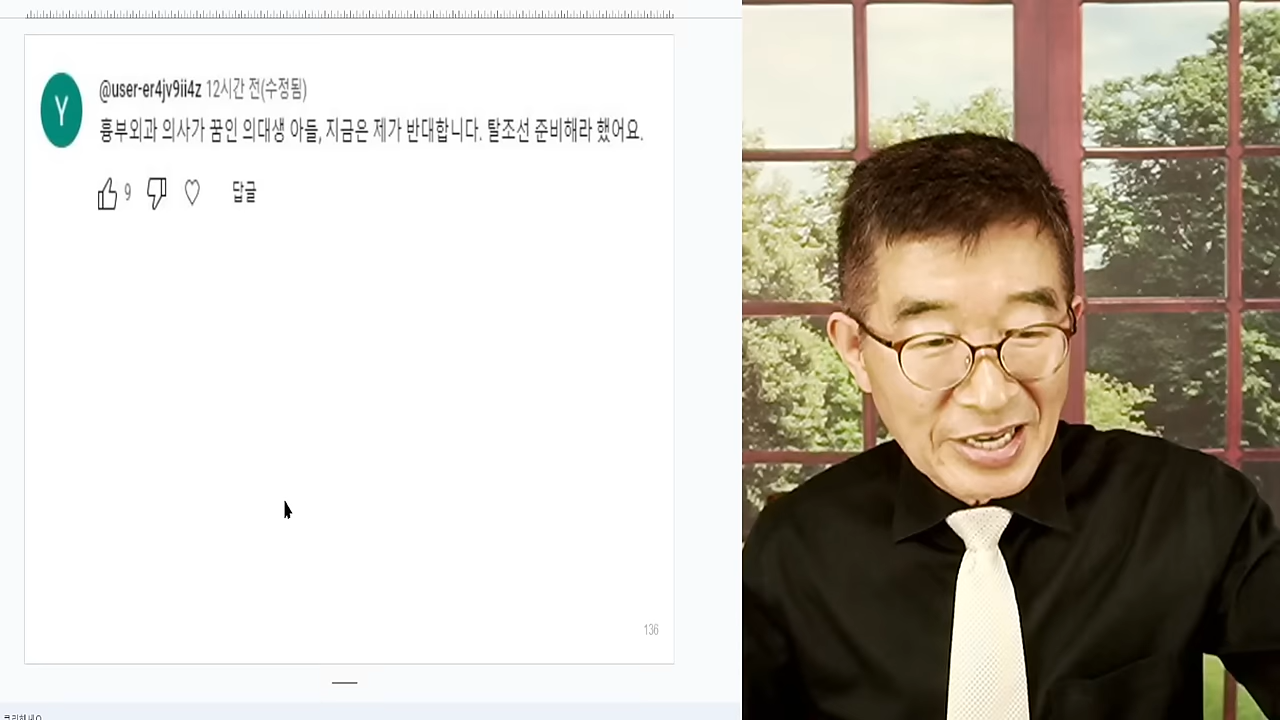 Y
@user-er4jv9ii4z 12시간 전(수정됨)
흉부외과 의사가 꿈인 의대생 아들, 지금은 제가 반대합니다. 탈조선 준비해라 했어요.
9 답글
136